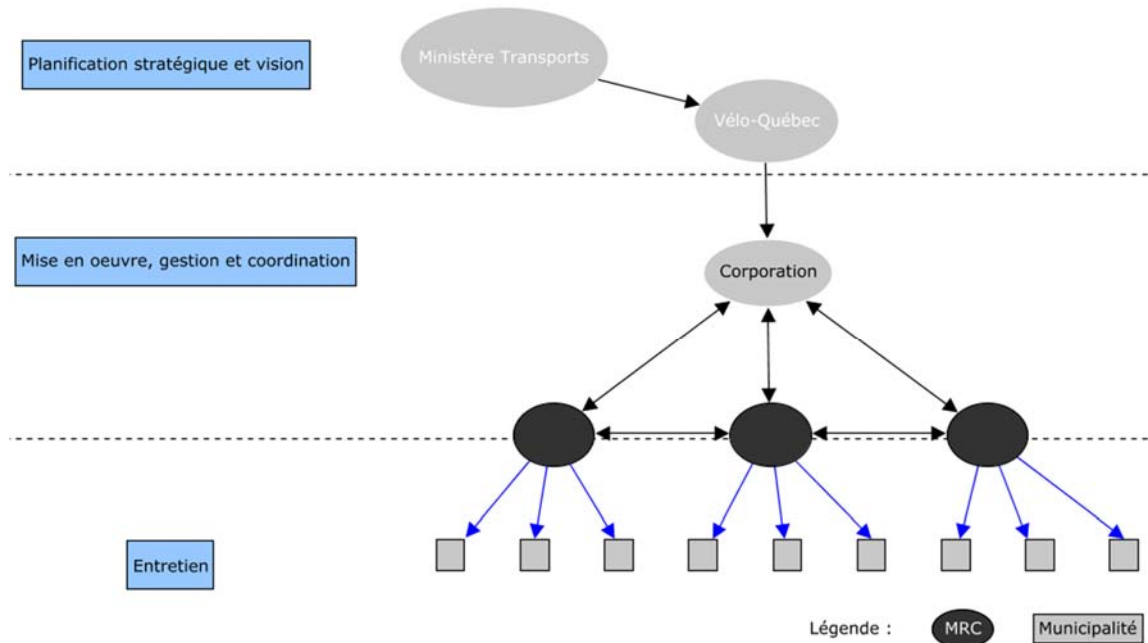 Planification stratégique et vision
Ministère Transports
Vélo-Québec
Mise en oeuvre, gestion et coordination
Corporation
Entretien
Légende :
MRC
Municipalité